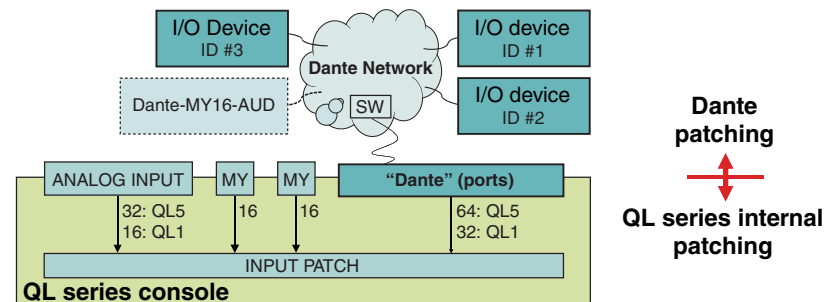 I/O Device
ID #3
Dante Network
I/O device
ID #1
Dante-MY16-AUD
SW
I/O device
ID #2
Dante
patching
ANALOG INPUT
MY
MY
“Dante” (ports)
32: QL5
16: QL1
16
16
64: QL5
32: QL1
QL series internal
patching
INPUT PATCH
QL series console